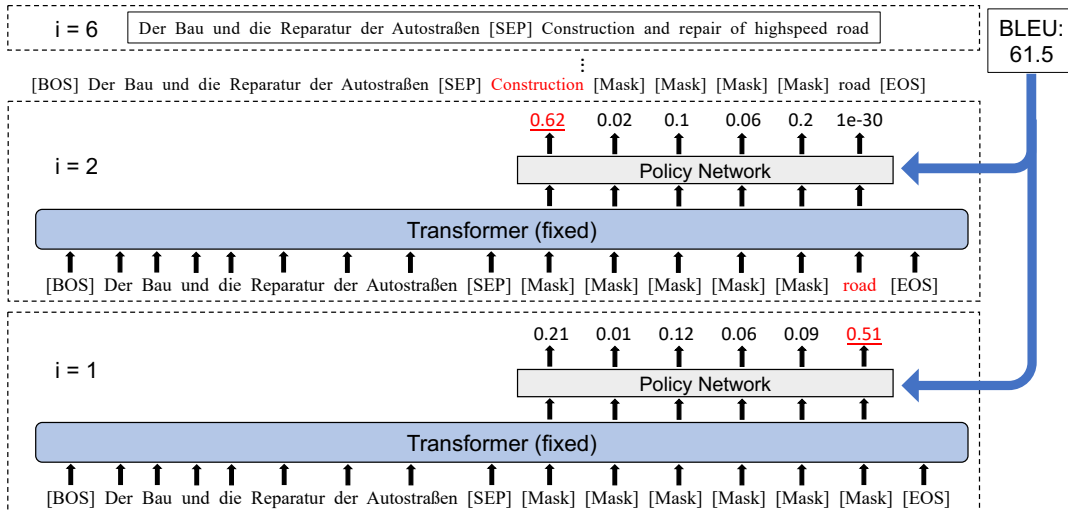 i = 6
Der Bau und die Reparatur der Autostraßen [SEP] Construction and repair of highspeed road
BLEU:
61.5
⋮
[BOS] Der Bau und die Reparatur der Autostraßen [SEP] Construction [Mask] [Mask] [Mask] [Mask] road [EOS]
0.62 0.02 0.1 0.06 0.2 1e-30
i = 2
Policy Network
Transformer (fixed)
[BOS] Der Bau und die Reparatur der Autostraßen [SEP] [Mask] [Mask] [Mask] [Mask] [Mask] road [EOS]
0.21 0.01 0.12 0.06 0.09 0.51
i = 1
Policy Network
Transformer (fixed)
[BOS] Der Bau und die Reparatur der Autostraßen [SEP] [Mask] [Mask] [Mask] [Mask] [Mask] [Mask] [EOS]